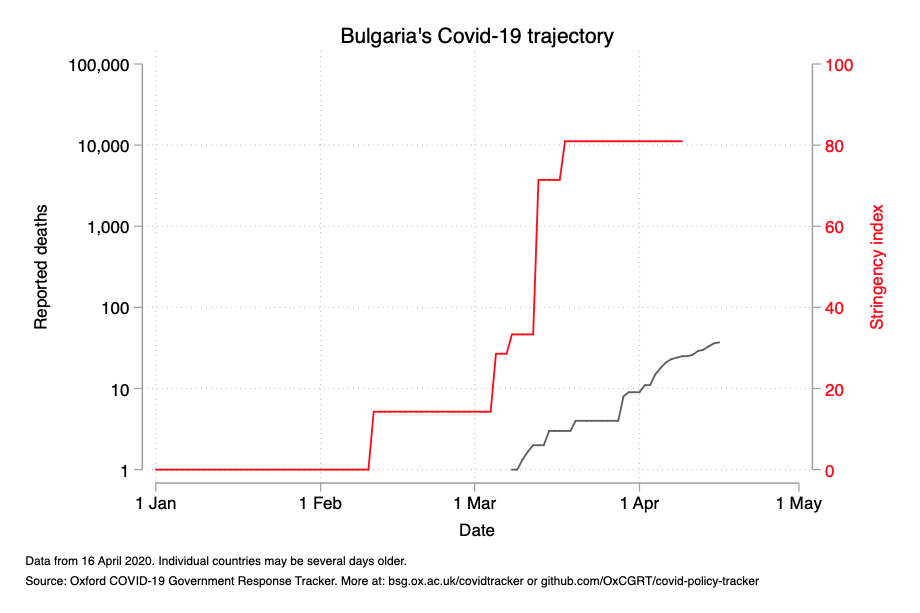 Bulgaria's Covid-19 trajectory
100,000
10,000
1,000
100
10
1
Reported deaths
100
80
60
40
20
0
Stringency index
1 Jan 1 Feb 1 Mar 1 Apr 1 May
Date
Data from 16 April 2020. Individual countries may be several days older.
Source: Oxford COVID-19 Government Response Tracker. More at: bsg.ox.ac.uk/covidtracker or github.com/OxCGRT/covid-policy-tracker